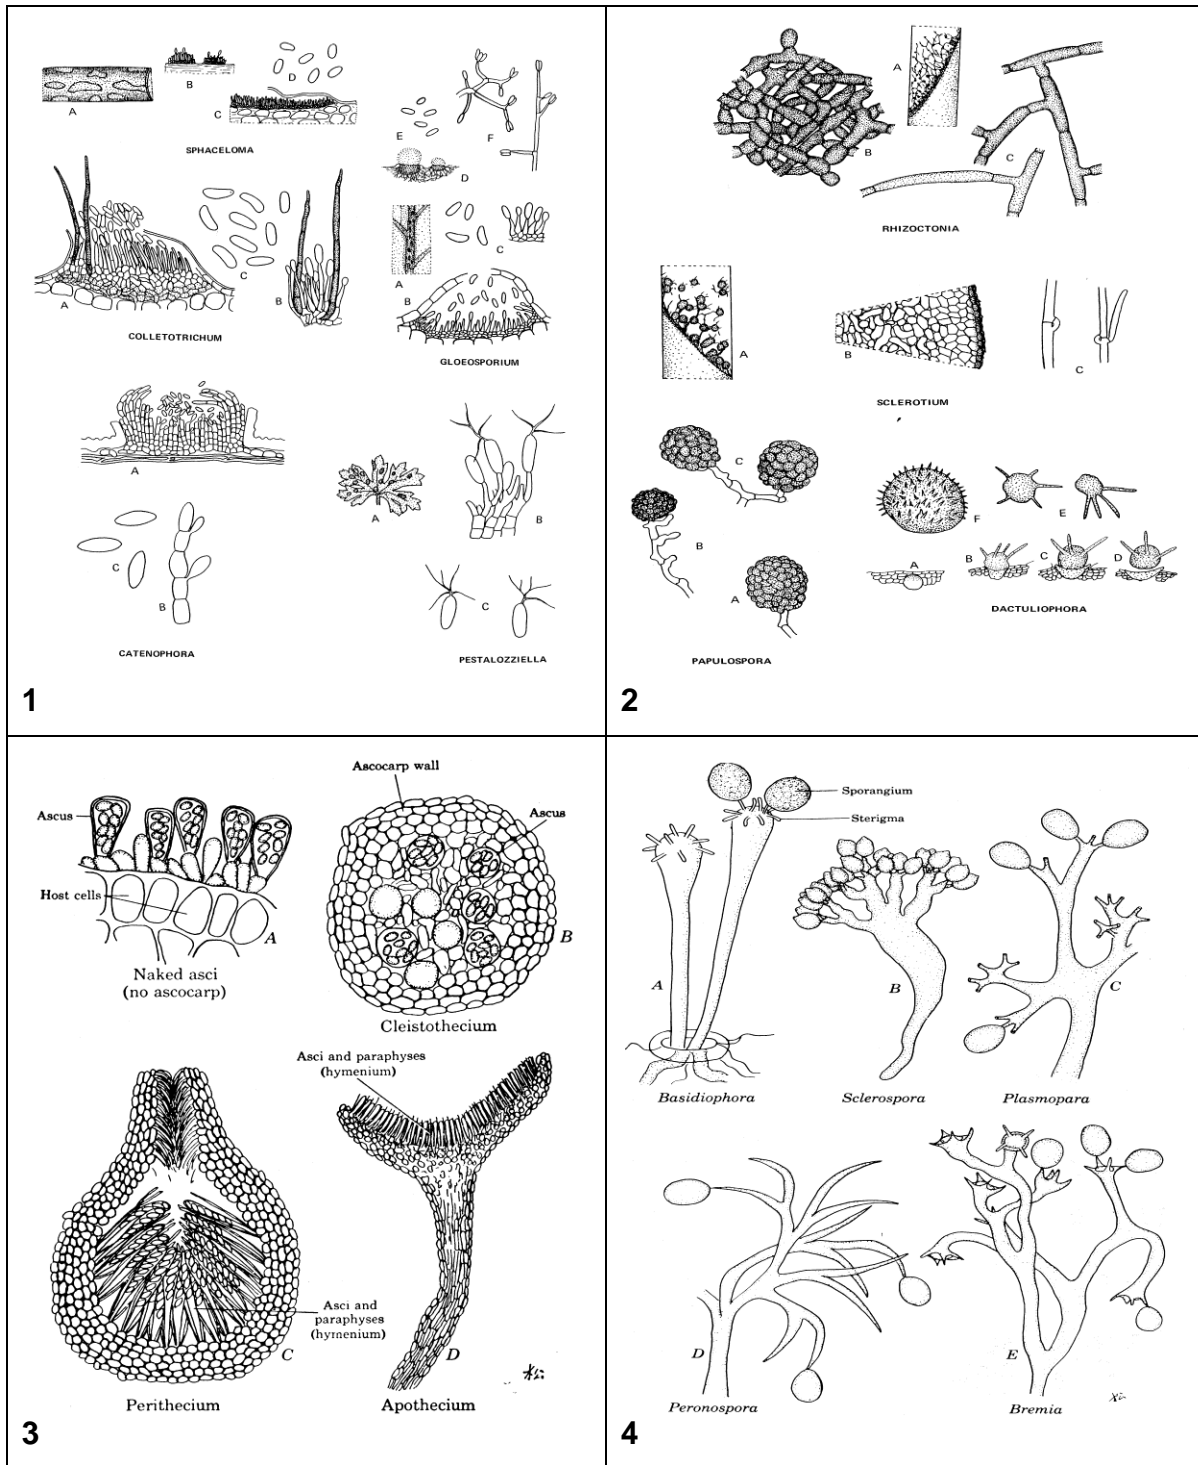 A
B
C
D
SPHACELOMA
E
F
D
A
B
C
COLLETOTRICHUM
A
B
C
GLOEOSPORIUM
A
C
B
CATENOPHORA
A
B
C
PESTALOZZIELLA
1
A
B
C
RHIZOCTONIA
A
B
C
SCLEROTIUM
C
B
A
PAPULOSPORA
F
E
A
B
C
D
DACTULIOPHORA
2
Ascus
Host cells
A
Naked asci
(no ascocarp)
Ascocarp wall
Ascus
B
Cleistothecium
Asci and paraphyses
(hymenium)
Asci and
paraphyses
(hymenium)
C
Perithecium
D
Apothecium
3
Sporangium
Sterigma
A
Basidiophora
B
Sclerospora
C
Plasmopara
D
Peronospora
E
Bremia
4